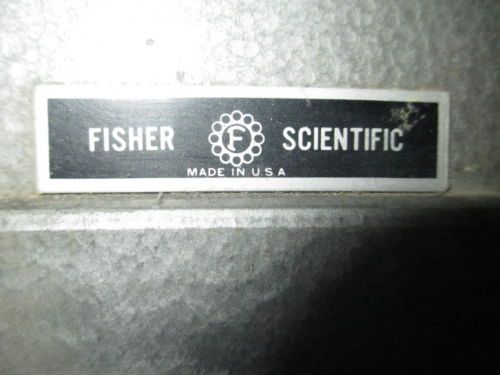 FISHER F SCIENTIFIC
MADE IN U.S.A